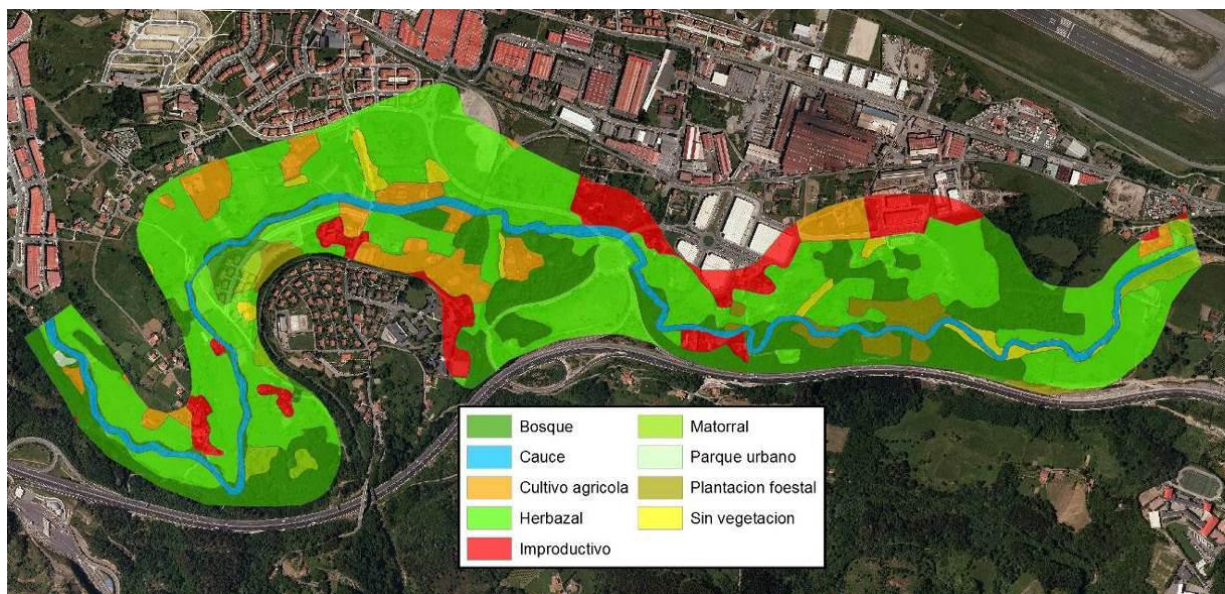 Bosque
Cauce
Cultivo agricola
Herbazal
Improductivo
Matorral
Parque urbano
Plantacion foestal
Sin vegetacion